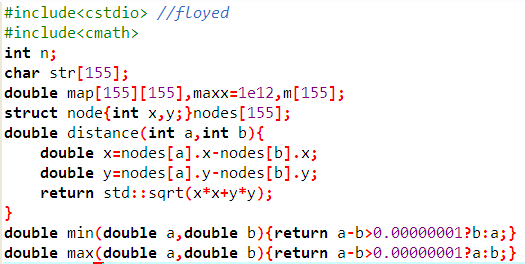 #include<cstdio> //floyed
#include<cmath>
int n;
char str[155];
double map[155][155],maxx=1e12,m[155];
struct node{int x,y;}nodes[155];
double distance(int a,int b){
    double x=nodes[a].x-nodes[b].x;
    double y=nodes[a].y-nodes[b].y;
    return std::sqrt(x*x+y*y);
}
double min(double a,double b){return a-b>0.00000001?b:a;}
double max(double a,double b){return a-b>0.00000001?a:b;}